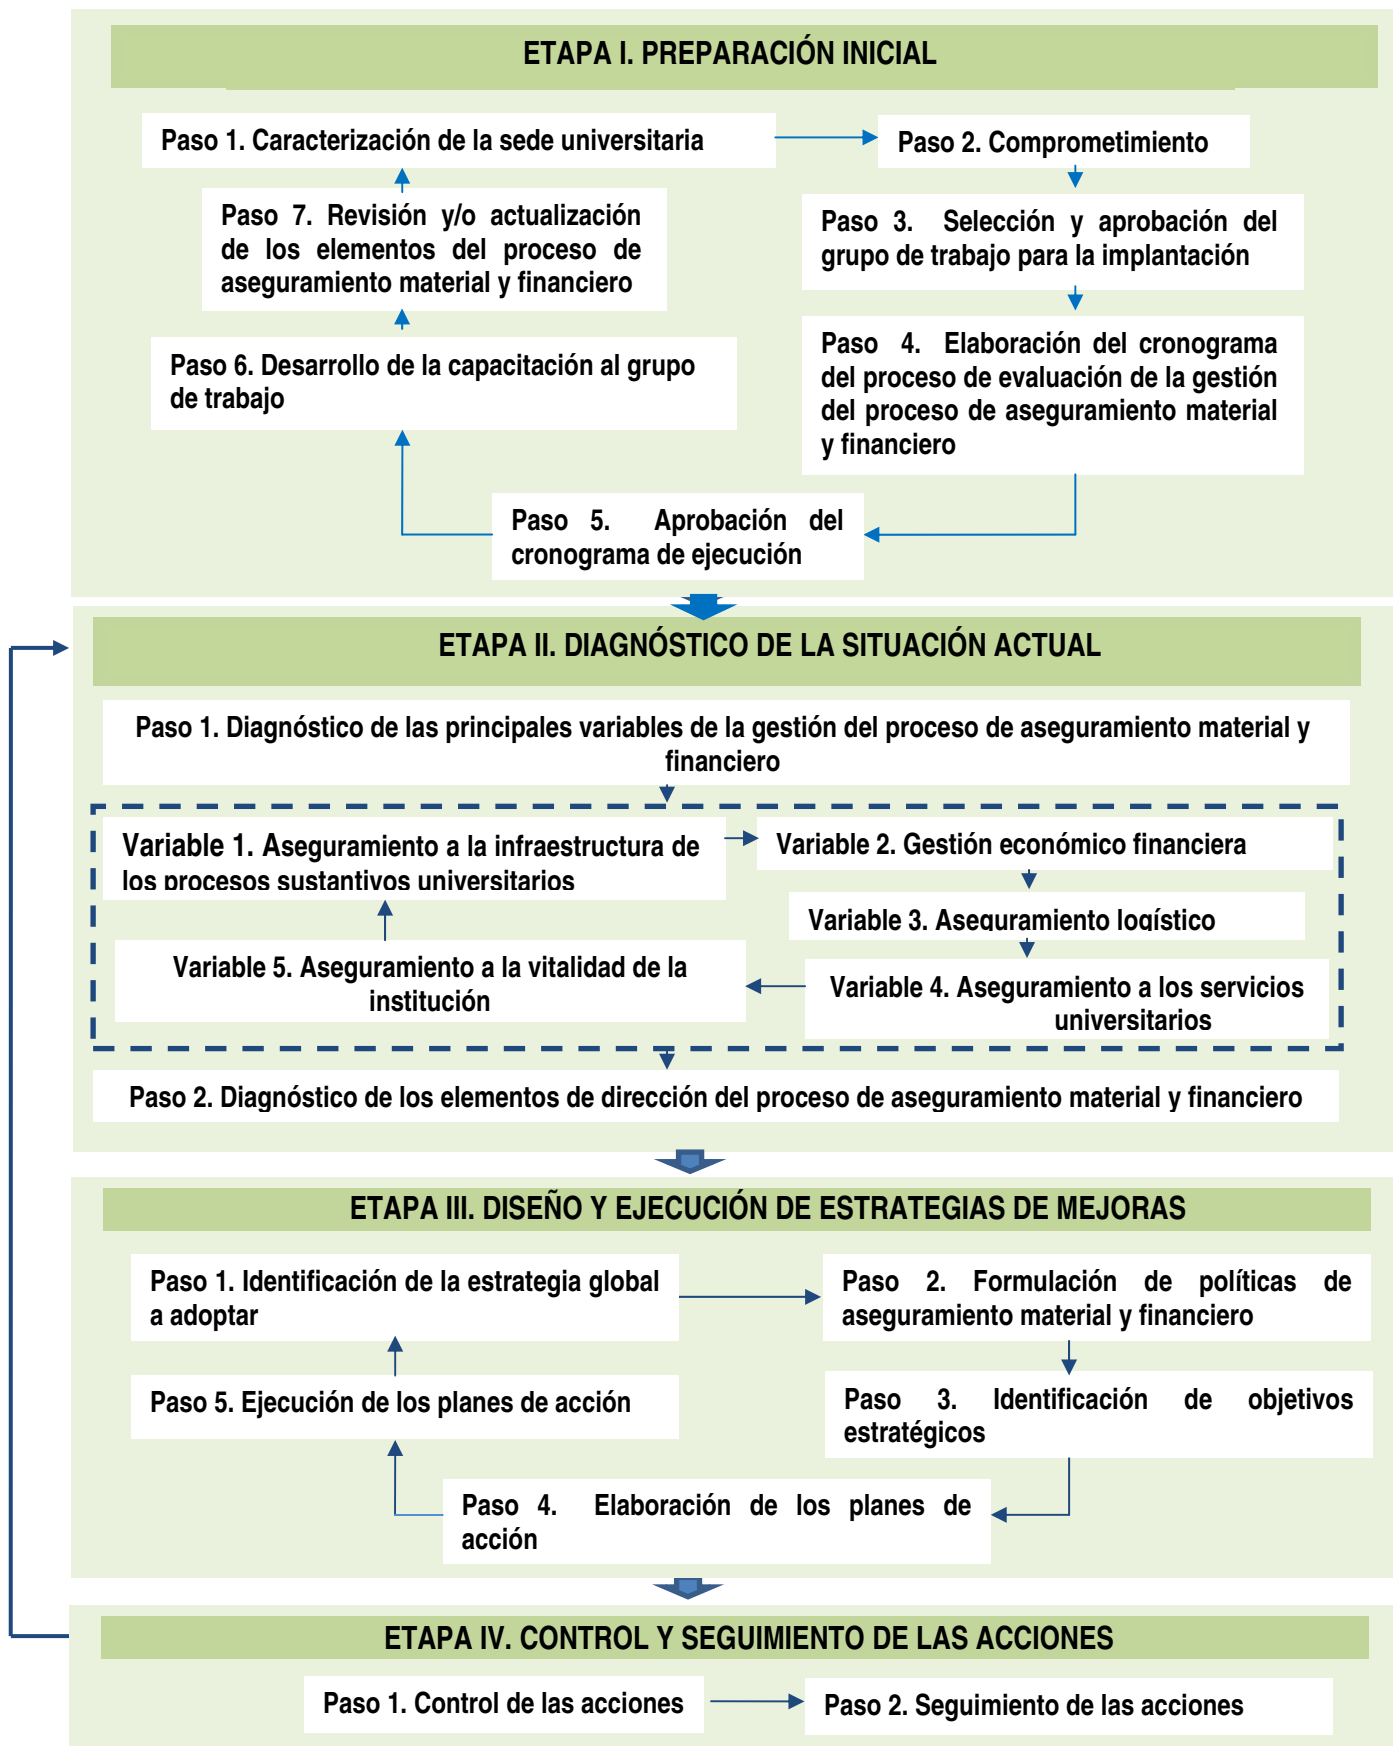 ETAPA I. PREPARACIÓN INICIAL
Paso 1. Caracterización de la sede universitaria
Paso 2. Comprometimiento
Paso 3. Selección y aprobación del
grupo de trabajo para la implantación
Paso 4. Elaboración del cronograma
del proceso de evaluación de la gestión
del proceso de aseguramiento material
y financiero
Paso 5. Aprobación del
cronograma de ejecución
Paso 6. Desarrollo de la capacitación al grupo
de trabajo
Paso 7. Revisión y/o actualización
de los elementos del proceso de
aseguramiento material y financiero
ETAPA II. DIAGNÓSTICO DE LA SITUACIÓN ACTUAL
Paso 1. Diagnóstico de las principales variables de la gestión del proceso de aseguramiento material y
financiero
Variable 1. Aseguramiento a la infraestructura de
los procesos sustantivos universitarios
Variable 2. Gestión económico financiera
Variable 3. Aseguramiento logístico
Variable 4. Aseguramiento a los servicios
universitarios
Variable 5. Aseguramiento a la vitalidad de la
institución
Paso 2. Diagnóstico de los elementos de dirección del proceso de aseguramiento material y financiero
ETAPA III. DISEÑO Y EJECUCIÓN DE ESTRATEGIAS DE MEJORAS
Paso 1. Identificación de la estrategia global
a adoptar
Paso 2. Formulación de políticas de
aseguramiento material y financiero
Paso 3. Identificación de objetivos
estratégicos
Paso 4. Elaboración de los planes de
acción
Paso 5. Ejecución de los planes de acción
ETAPA IV. CONTROL Y SEGUIMIENTO DE LAS ACCIONES
Paso 1. Control de las acciones
Paso 2. Seguimiento de las acciones